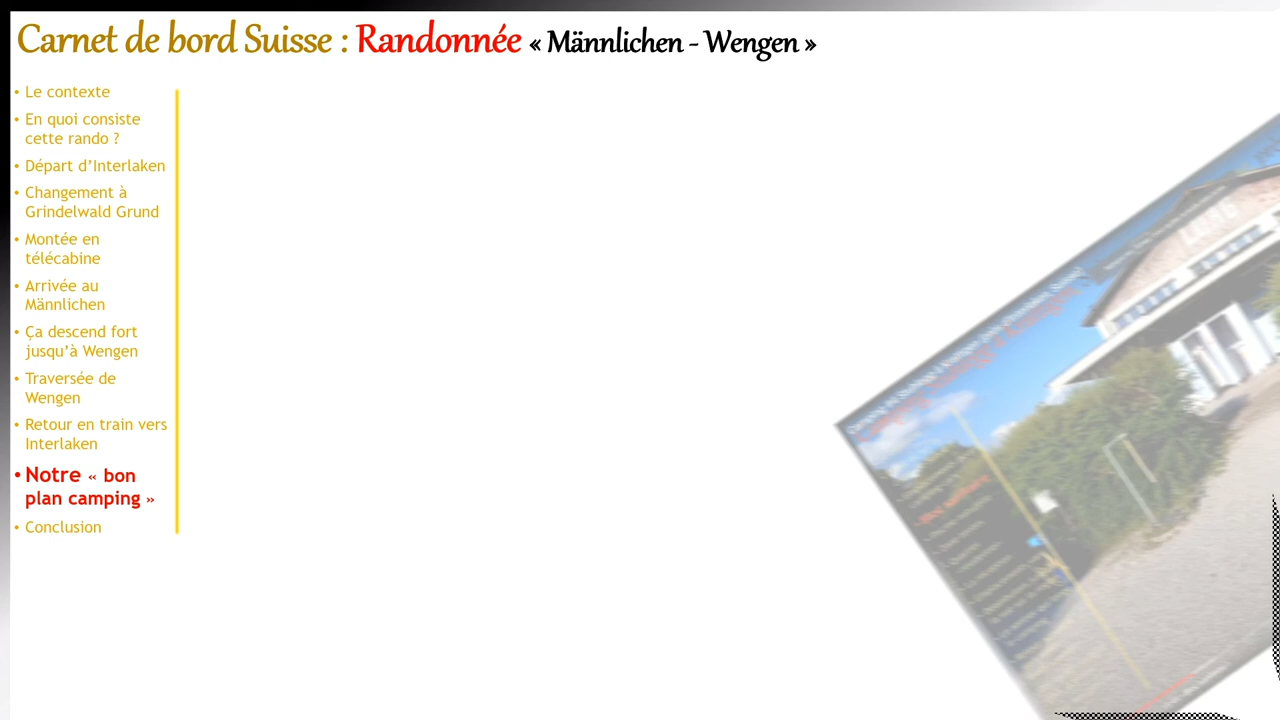 Carnet de bord Suisse : Randonnée « Männlichen - Wengen »
• Le contexte
• En quoi consiste
cette rando ?
• Départ d’Interlaken
• Changement à
Grindelwald Grund
• Montée en
télécabine
• Arrivée au
Männlichen
• Ça descend fort
jusqu’à Wengen
• Traversée de
Wengen
• Retour en train vers
Interlaken
• Notre « bon
plan camping »
• Conclusion